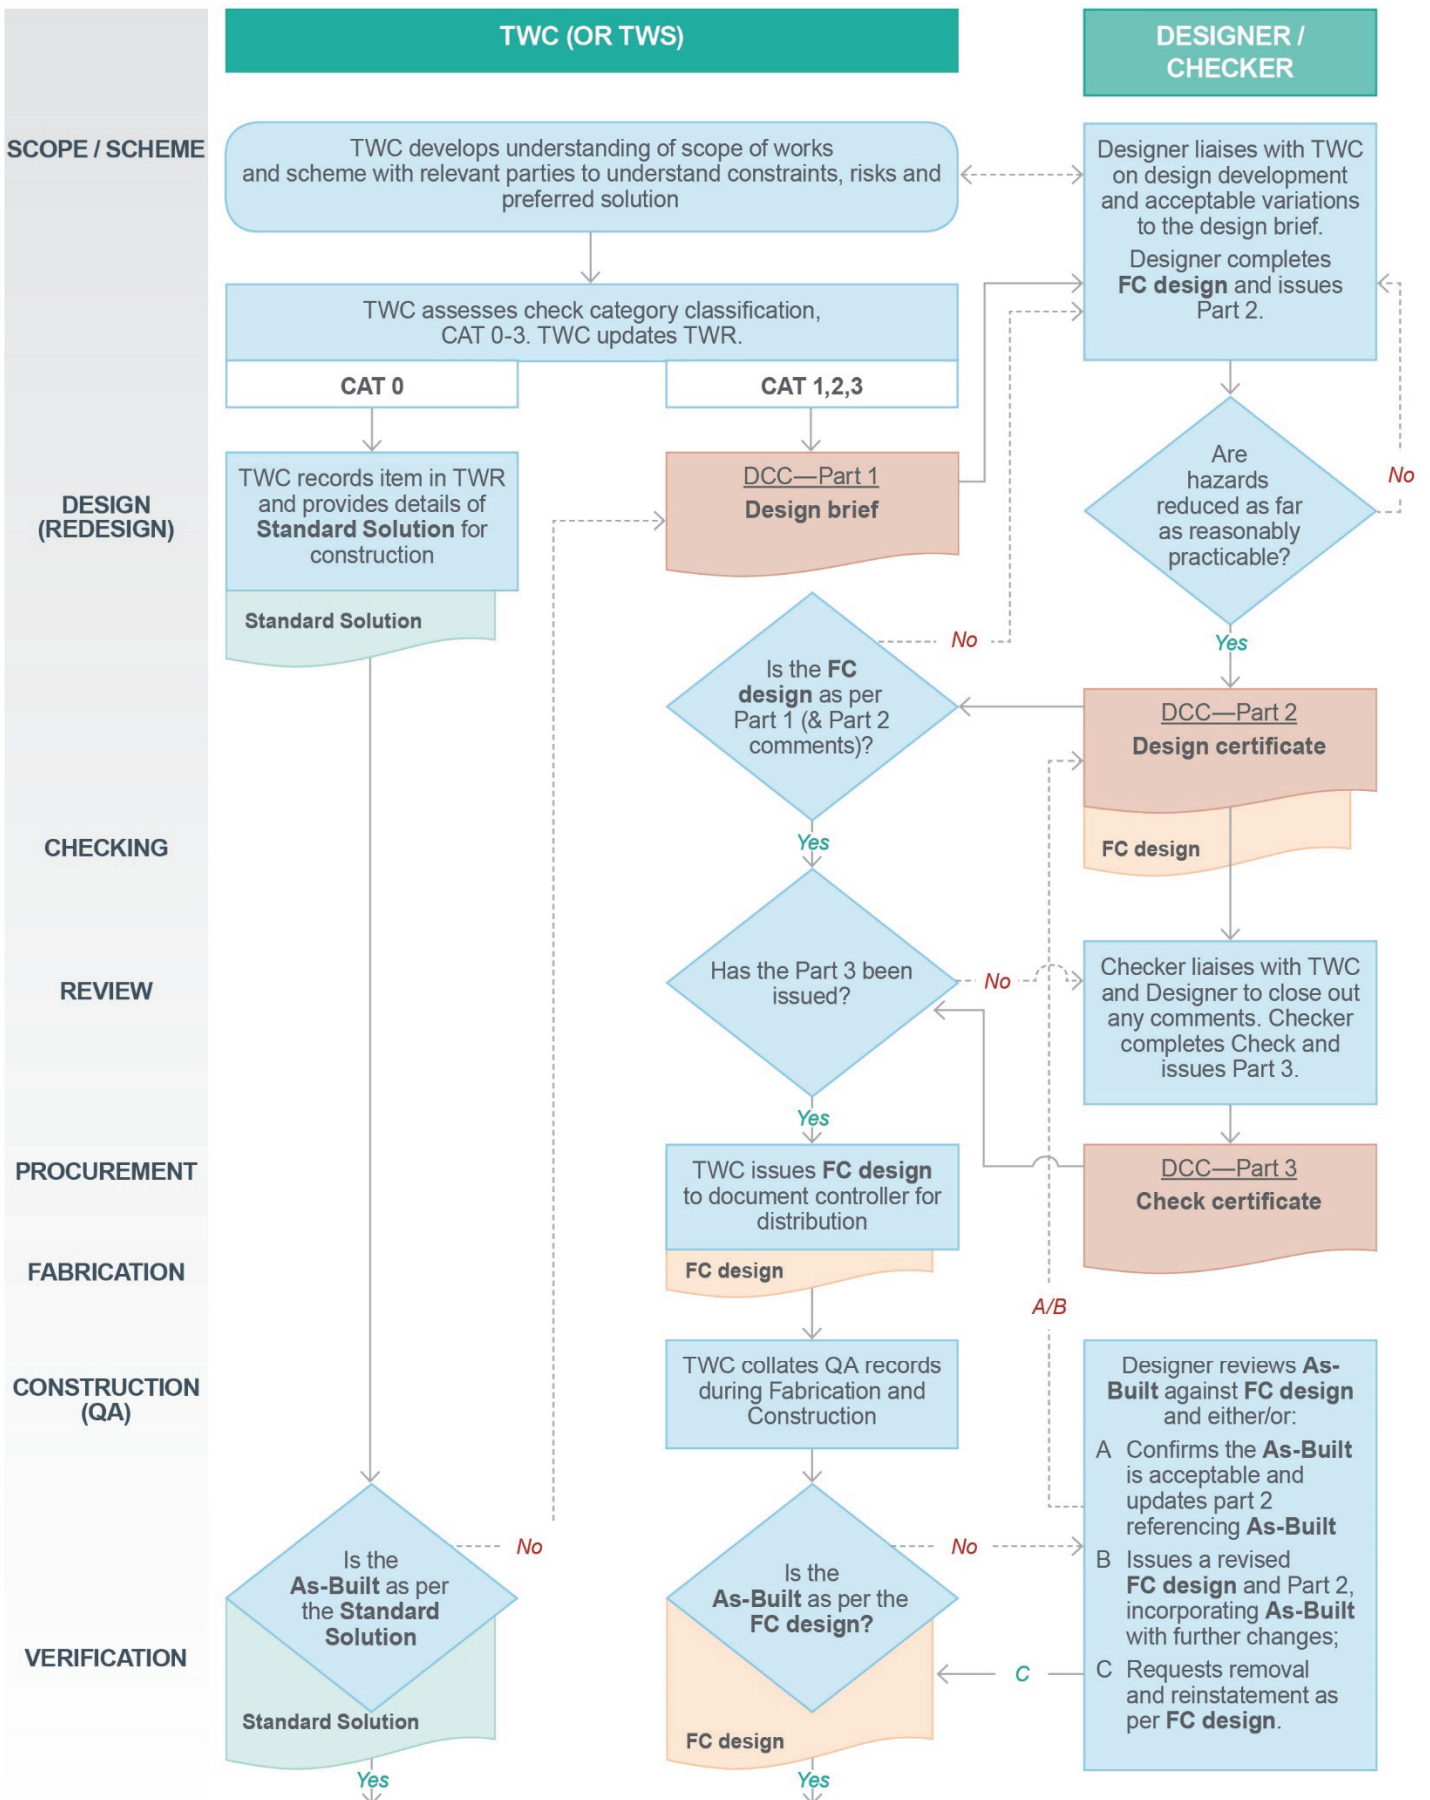 TWC (OR TWS)
DESIGNER /
CHECKER
SCOPE / SCHEME
TWC develops understanding of scope of works
and scheme with relevant parties to understand constraints, risks and
preferred solution
Designer liaises with TWC
on design development
and acceptable variations
to the design brief.
Designer completes
FC design and issues
Part 2.
TWC assesses check category classification,
CAT 0-3. TWC updates TWR.
CAT 0
CAT 1,2,3
DESIGN
(REDESIGN)
TWC records item in TWR
and provides details of
Standard Solution for
construction
Standard Solution
DCC—Part 1
Design brief
Are
hazards
reduced as far
as reasonably
practicable?
No
Yes
No
Is the FC
design as per
Part 1 (& Part 2
comments)?
Yes
DCC—Part 2
Design certificate
FC design
CHECKING
REVIEW
Has the Part 3 been
issued?
No
Yes
Checker liaises with TWC
and Designer to close out
any comments. Checker
completes Check and
issues Part 3.
PROCUREMENT
TWC issues FC design
to document controller for
distribution
FC design
DCC—Part 3
Check certificate
FABRICATION
A/B
CONSTRUCTION
(QA)
TWC collates QA records
during Fabrication and
Construction
Designer reviews As-
Built against FC design
and either/or:
A Confirms the As-Built
is acceptable and
updates part 2
referencing As-Built
B Issues a revised
FC design and Part 2,
incorporating As-Built
with further changes;
C Requests removal
and reinstatement as
per FC design.
VERIFICATION
Is the
As-Built as per
the Standard
Solution
No
Standard Solution
Yes
Is the
As-Built as per the
FC design?
No
C
FC design
Yes